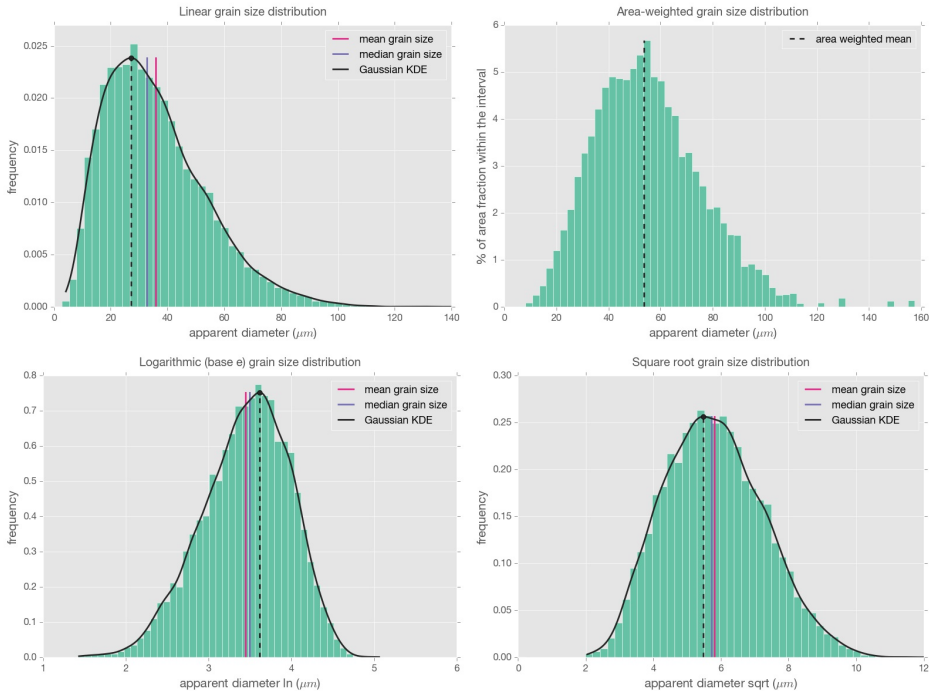 Linear grain size distribution
0.025
0.020
0.015
0.010
0.005
0.000
frequency
mean grain size
median grain size
Gaussian KDE
0 20 40 60 80 100 120 140
apparent diameter (μm)
Area-weighted grain size distribution
6
5
4
3
2
1
0
% of area fraction within the interval
area weighted mean
0 20 40 60 80 100 120 140 160
apparent diameter (μm)
Logarithmic (base e) grain size distribution
0.8
0.7
0.6
0.5
0.4
0.3
0.2
0.1
0.0
frequency
mean grain size
median grain size
Gaussian KDE
1 2 3 4 5 6
apparent diameter ln (μm)
Square root grain size distribution
0.30
0.25
0.20
0.15
0.10
0.05
0.00
frequency
mean grain size
median grain size
Gaussian KDE
0 2 4 6 8 10 12
apparent diameter sqrt (μm)